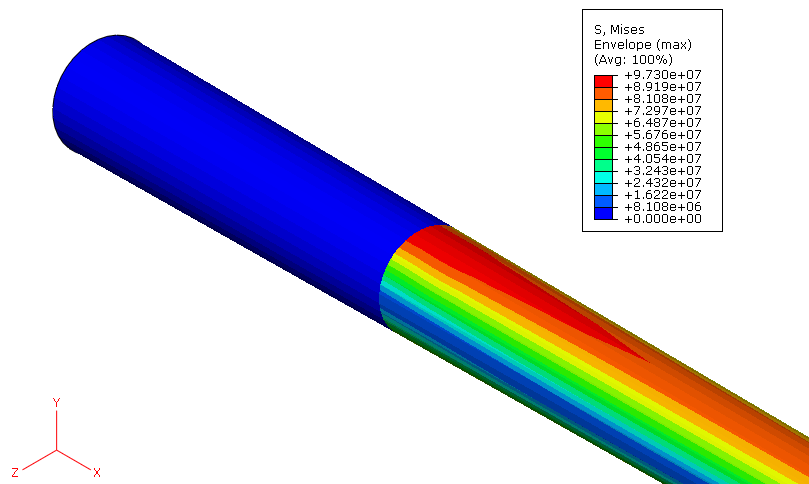 S, Mises
Envelope (max)
(Avg: 100%)
+9.730e+07
+8.919e+07
+8.108e+07
+7.297e+07
+6.487e+07
+5.676e+07
+4.865e+07
+4.054e+07
+3.243e+07
+2.432e+07
+1.622e+07
+8.108e+06
+0.000e+00
Y
Z
X